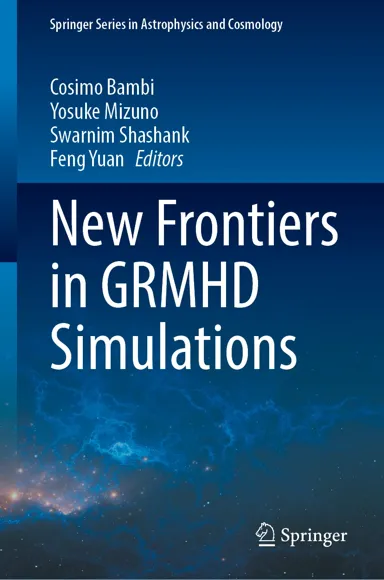 Springer Series in Astrophysics and Cosmology
Cosimo Bambi
Yosuke Mizuno
Swarnim Shashank
Feng Yuan Editors
New Frontiers
in GRMHD
Simulations
Springer